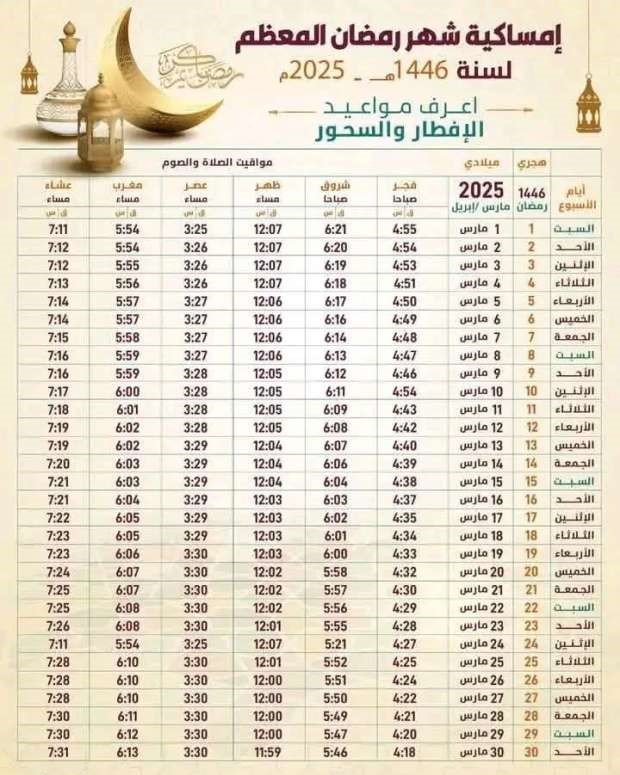 إمساكية شهر رمضان المعظم
لسنة 1446هـ - 2025م
رمضان كريم
اعرف مواعيد
الإفطار والسحور
أيام الأسبوع هجري 1446 رمضان ميلادي 2025 مارس /إبريل مواقيت الصلاة والصوم
فجر صباحا شروق صباحا ظهر مساء عصر مساء مغرب مساء عشاء مساء
ق|س ق|س ق|س ق|س ق|س ق|س
السبت 1 1 مارس 4:55 6:21 12:07 3:25 5:54 7:11
الأحد 2 2 مارس 4:54 6:20 12:07 3:26 5:54 7:12
الإثنين 3 3 مارس 4:53 6:19 12:07 3:26 5:55 7:12
الثلاثاء 4 4 مارس 4:51 6:18 12:07 3:26 5:56 7:13
الأربعاء 5 5 مارس 4:50 6:17 12:06 3:27 5:57 7:14
الخميس 6 6 مارس 4:49 6:16 12:06 3:27 5:57 7:14
الجمعة 7 7 مارس 4:48 6:14 12:06 3:27 5:58 7:15
السبت 8 8 مارس 4:47 6:13 12:06 3:28 5:59 7:16
الأحد 9 9 مارس 4:46 6:12 12:05 3:28 5:59 7:16
الإثنين 10 10 مارس 4:54 6:11 12:05 3:28 6:00 7:17
الثلاثاء 11 11 مارس 4:43 6:09 12:05 3:28 6:01 7:18
الأربعاء 12 12 مارس 4:42 6:08 12:05 3:28 6:02 7:19
الخميس 13 13 مارس 4:40 6:07 12:04 3:29 6:02 7:19
الجمعة 14 14 مارس 4:39 6:06 12:04 3:29 6:03 7:20
السبت 15 15 مارس 4:38 6:04 12:04 3:29 6:03 7:21
الأحد 16 16 مارس 4:37 6:03 12:03 3:29 6:04 7:21
الإثنين 17 17 مارس 4:35 6:02 12:03 3:29 6:05 7:22
الثلاثاء 18 18 مارس 4:34 6:01 12:03 3:29 6:05 7:23
الأربعاء 19 19 مارس 4:33 6:00 12:03 3:30 6:06 7:23
الخميس 20 20 مارس 4:32 5:58 12:02 3:30 6:07 7:24
الجمعة 21 21 مارس 4:30 5:57 12:02 3:30 6:07 7:25
السبت 22 22 مارس 4:29 5:56 12:02 3:30 6:08 7:25
الأحد 23 23 مارس 4:28 5:55 12:01 3:30 6:08 7:26
الإثنين 24 24 مارس 4:27 5:21 12:07 3:25 5:54 7:11
الثلاثاء 25 25 مارس 4:25 5:52 12:01 3:30 6:10 7:28
الأربعاء 26 26 مارس 4:24 5:51 12:00 3:30 6:10 7:28
الخميس 27 27 مارس 4:22 5:50 12:00 3:30 6:10 7:28
الجمعة 28 28 مارس 4:21 5:49 12:00 3:30 6:11 7:30
السبت 29 29 مارس 4:20 5:47 12:00 3:30 6:12 7:30
الأحد 30 30 مارس 4:18 5:46 11:59 3:30 6:13 7:31